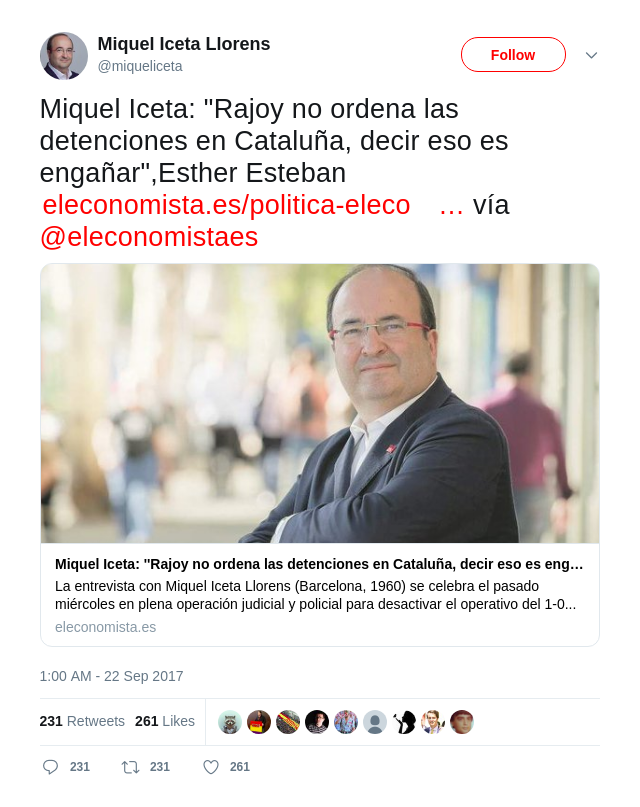 Miquel Iceta Llorens
@miqueliceta
Follow
Miquel Iceta: "Rajoy no ordena las
detenciones en Cataluña, decir eso es
engañar",Esther Esteban
eleconomista.es/politica-eleco … vía
@eleconomistaes
Miquel Iceta: "Rajoy no ordena las detenciones en Cataluña, decir eso es eng…
La entrevista con Miquel Iceta Llorens (Barcelona, 1960) se celebra el pasado
miércoles en plena operación judicial y policial para desactivar el operativo del 1-0...
eleconomista.es
1:00 AM - 22 Sep 2017
231 Retweets 261 Likes
231 231 261